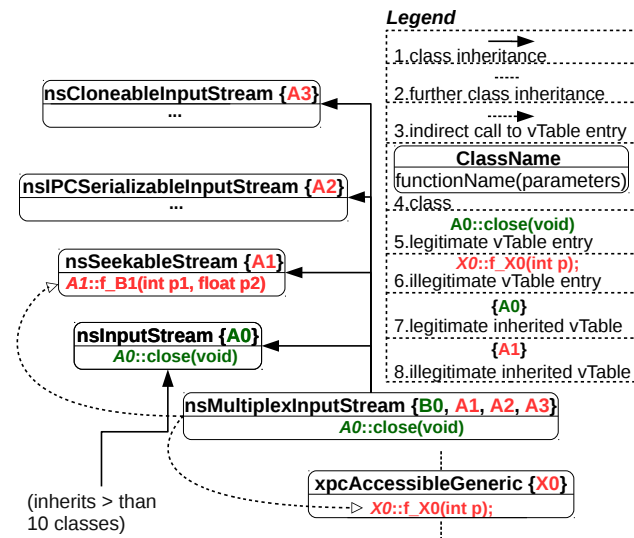 Legend
1.class inheritance
2.further class inheritance
3.indirect call to vTable entry
ClassName
functionName(parameters)
4.class
A0::close(void)
5.legitimate vTable entry
X0::f_X0(int p);
6.illegitimate vTable entry
{A0}
7.legitimate inherited vTable
{A1}
8.illegitimate inherited vTable
nsCloneableInputStream {A3}
...
nsIPCSerializableInputStream {A2}
...
nsSeekableStream {A1}
A1::f_B1(int p1, float p2)
nsInputStream {A0}
A0::close(void)
nsMultiplexInputStream {B0, A1, A2, A3}
A0::close(void)
xpcAccessibleGeneric {X0}
X0::f_X0(int p);
(inherits > than
10 classes)